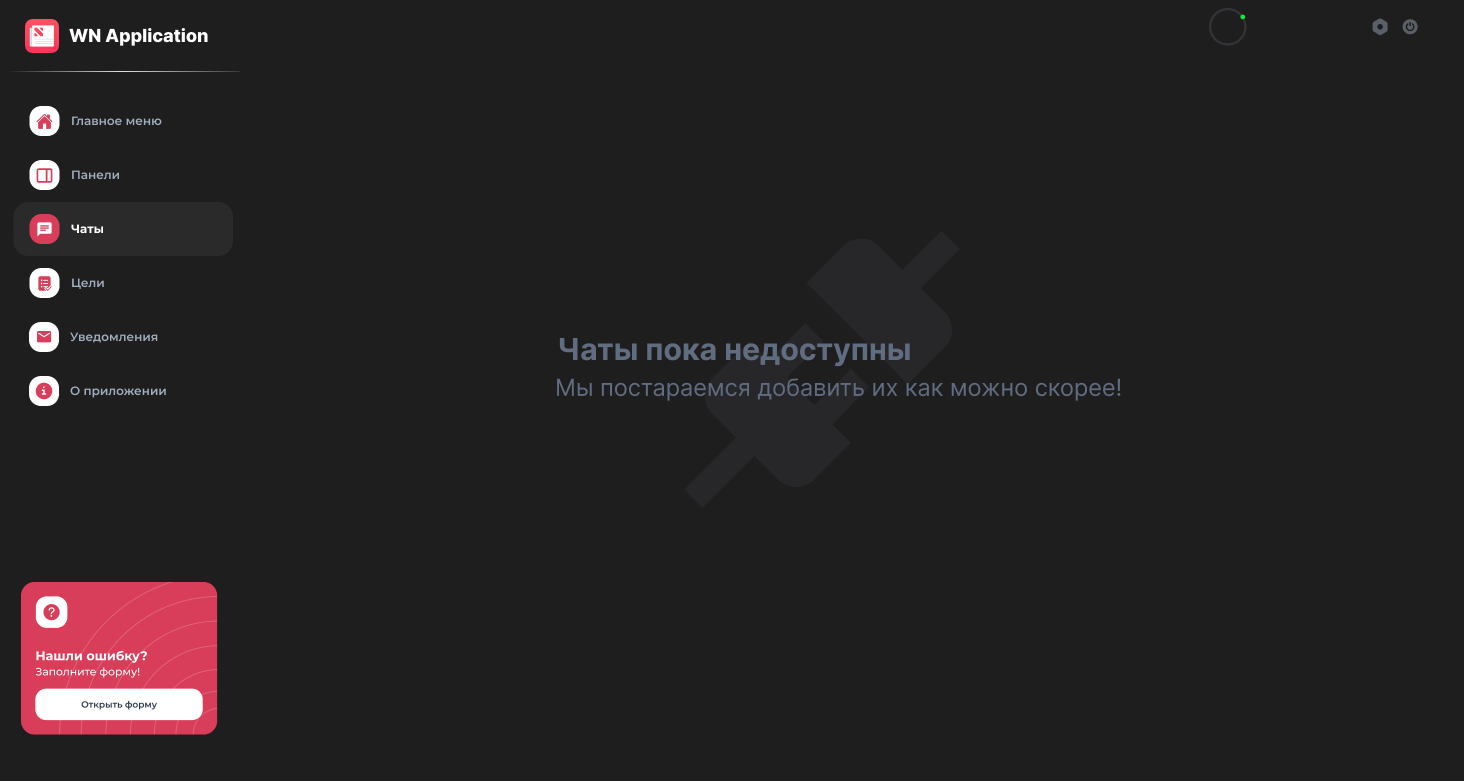 WN Application
Главное меню
Панели
Чаты
Цели
Уведомления
О приложении
Чаты пока недоступны
Мы постараемся добавить их как можно скорее!
Нашли ошибку?
Заполните форму!
Открыть форму